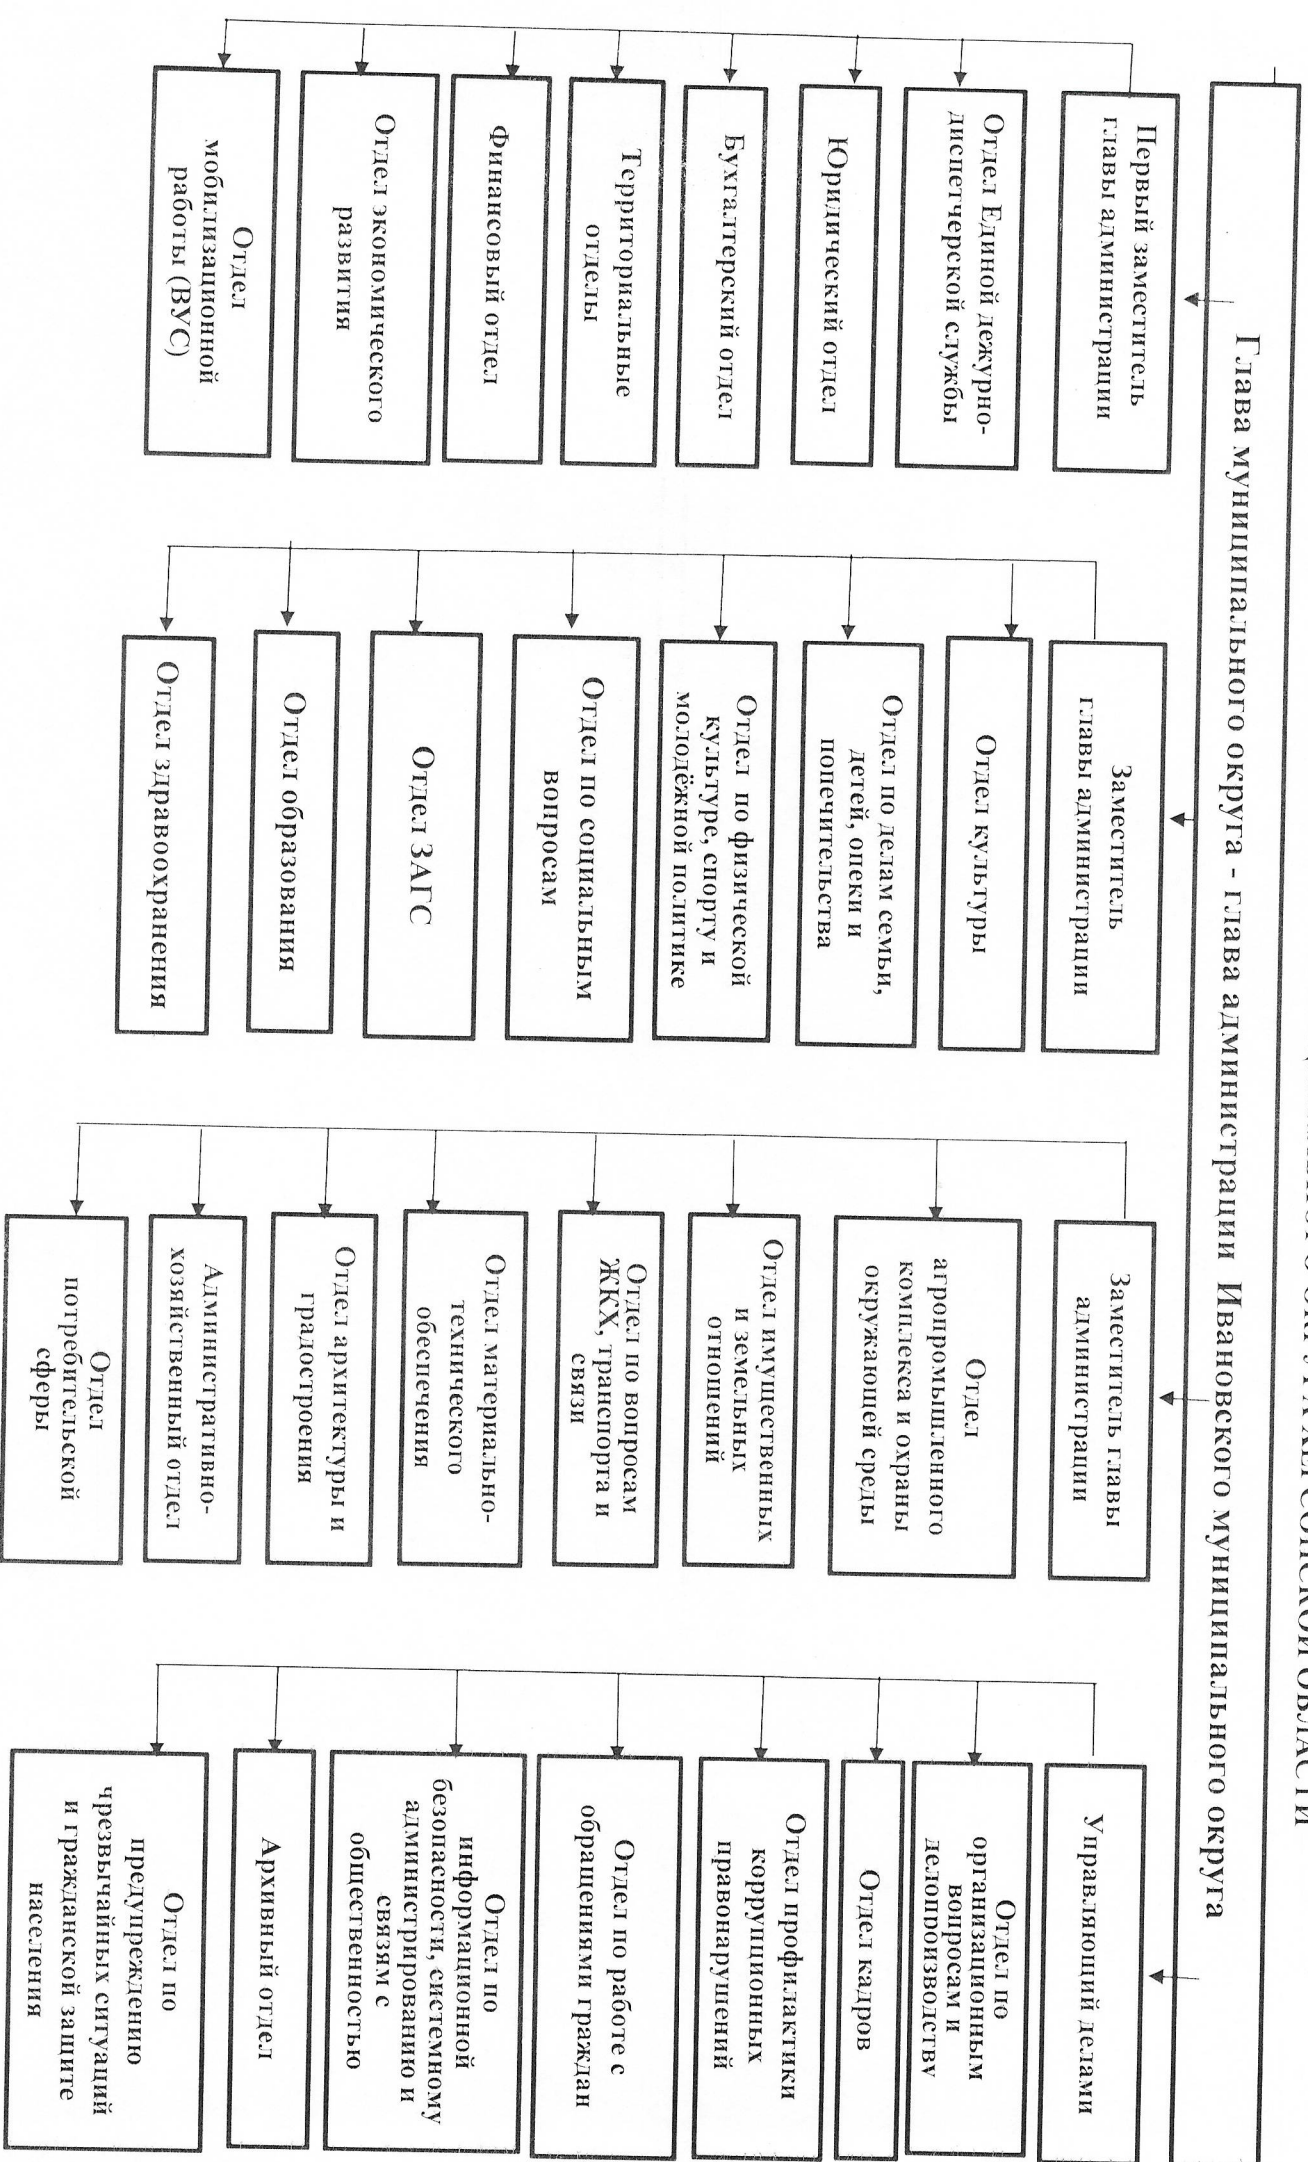 ОКРУГА ХЕРСОНСКОЙ ОБЛАСТИ
Глава муниципального округа - глава администрации Ивановского муниципального округа
Первый заместитель
главы администрации
Отдел Единой дежурно-
диспетчерской службы
Юридический отдел
Бухгалтерский отдел
Территориальные
отделы
Финансовый отдел
Отдел экономического
развития
Отдел
мобилизационной
работы (ВУС)
Заместитель
главы администрации
Отдел культуры
Отдел по делам семьи,
детей, опеки и
попечительства
Отдел по физической
культуре, спорту и
молодёжной политике
Отдел по социальным
вопросам
Отдел ЗАГС
Отдел образования
Отдел здравоохранения
Заместитель главы
администрации
Отдел
агропромышленного
комплекса и охраны
окружающей среды
Отдел имущественных
и земельных
отношений
Отдел по вопросам
ЖКХ, транспорта и
связи
Отдел материально-
технического
обеспечения
Отдел архитектуры и
градостроения
Административно-
хозяйственный отдел
Отдел
потребительской
сферы
Управляющий делами
Отдел по
организационным
вопросам и
делопроизводству
Отдел кадров
Отдел профилактики
коррупционных
правонарушений
Отдел по работе с
обращениями граждан
Отдел по
информационной
безопасности, системному
администрированию и
связям с
общественностью
Архивный отдел
Отдел по
предупреждению
чрезвычайных ситуаций
и гражданской защите
населения